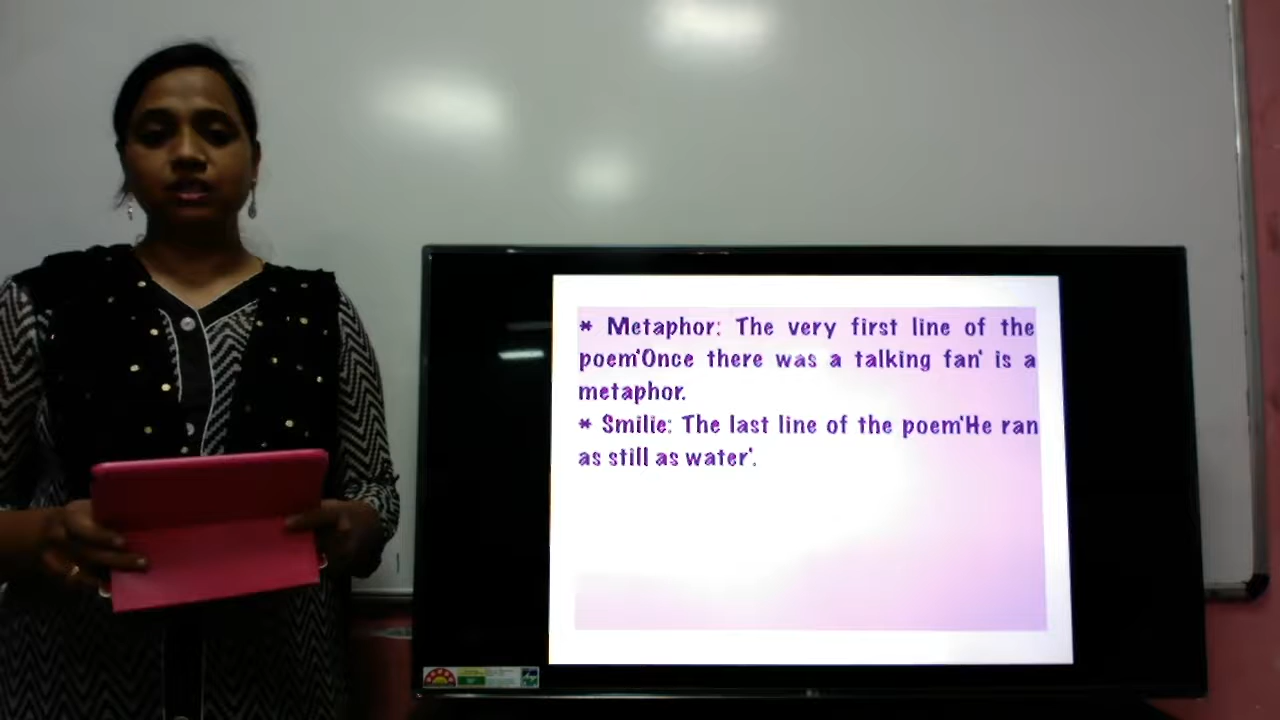 * Metaphor: The very first line of the
poem'Once there was a talking fan' is a
metaphor.
* Smilie: The last line of the poem'He ran
as still as water'.